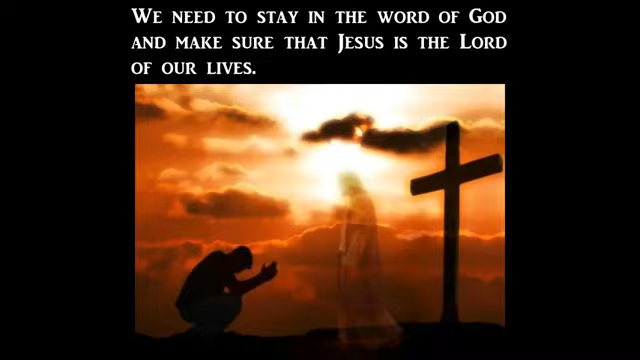 We need to stay in the word of God
and make sure that Jesus is the Lord
of our lives.